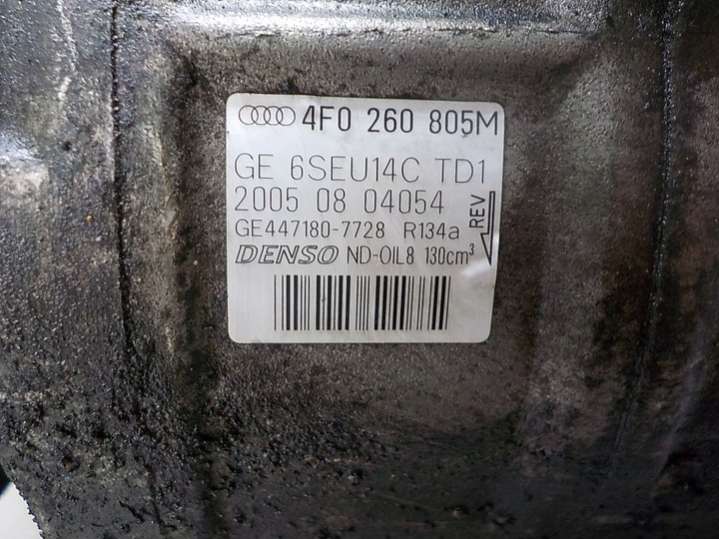 4F0 260 805M
GE 6SEU14C TD1
2005 08 04054
REV
GE447180-7728 R134a
DENSO ND-OIL8 130cm³